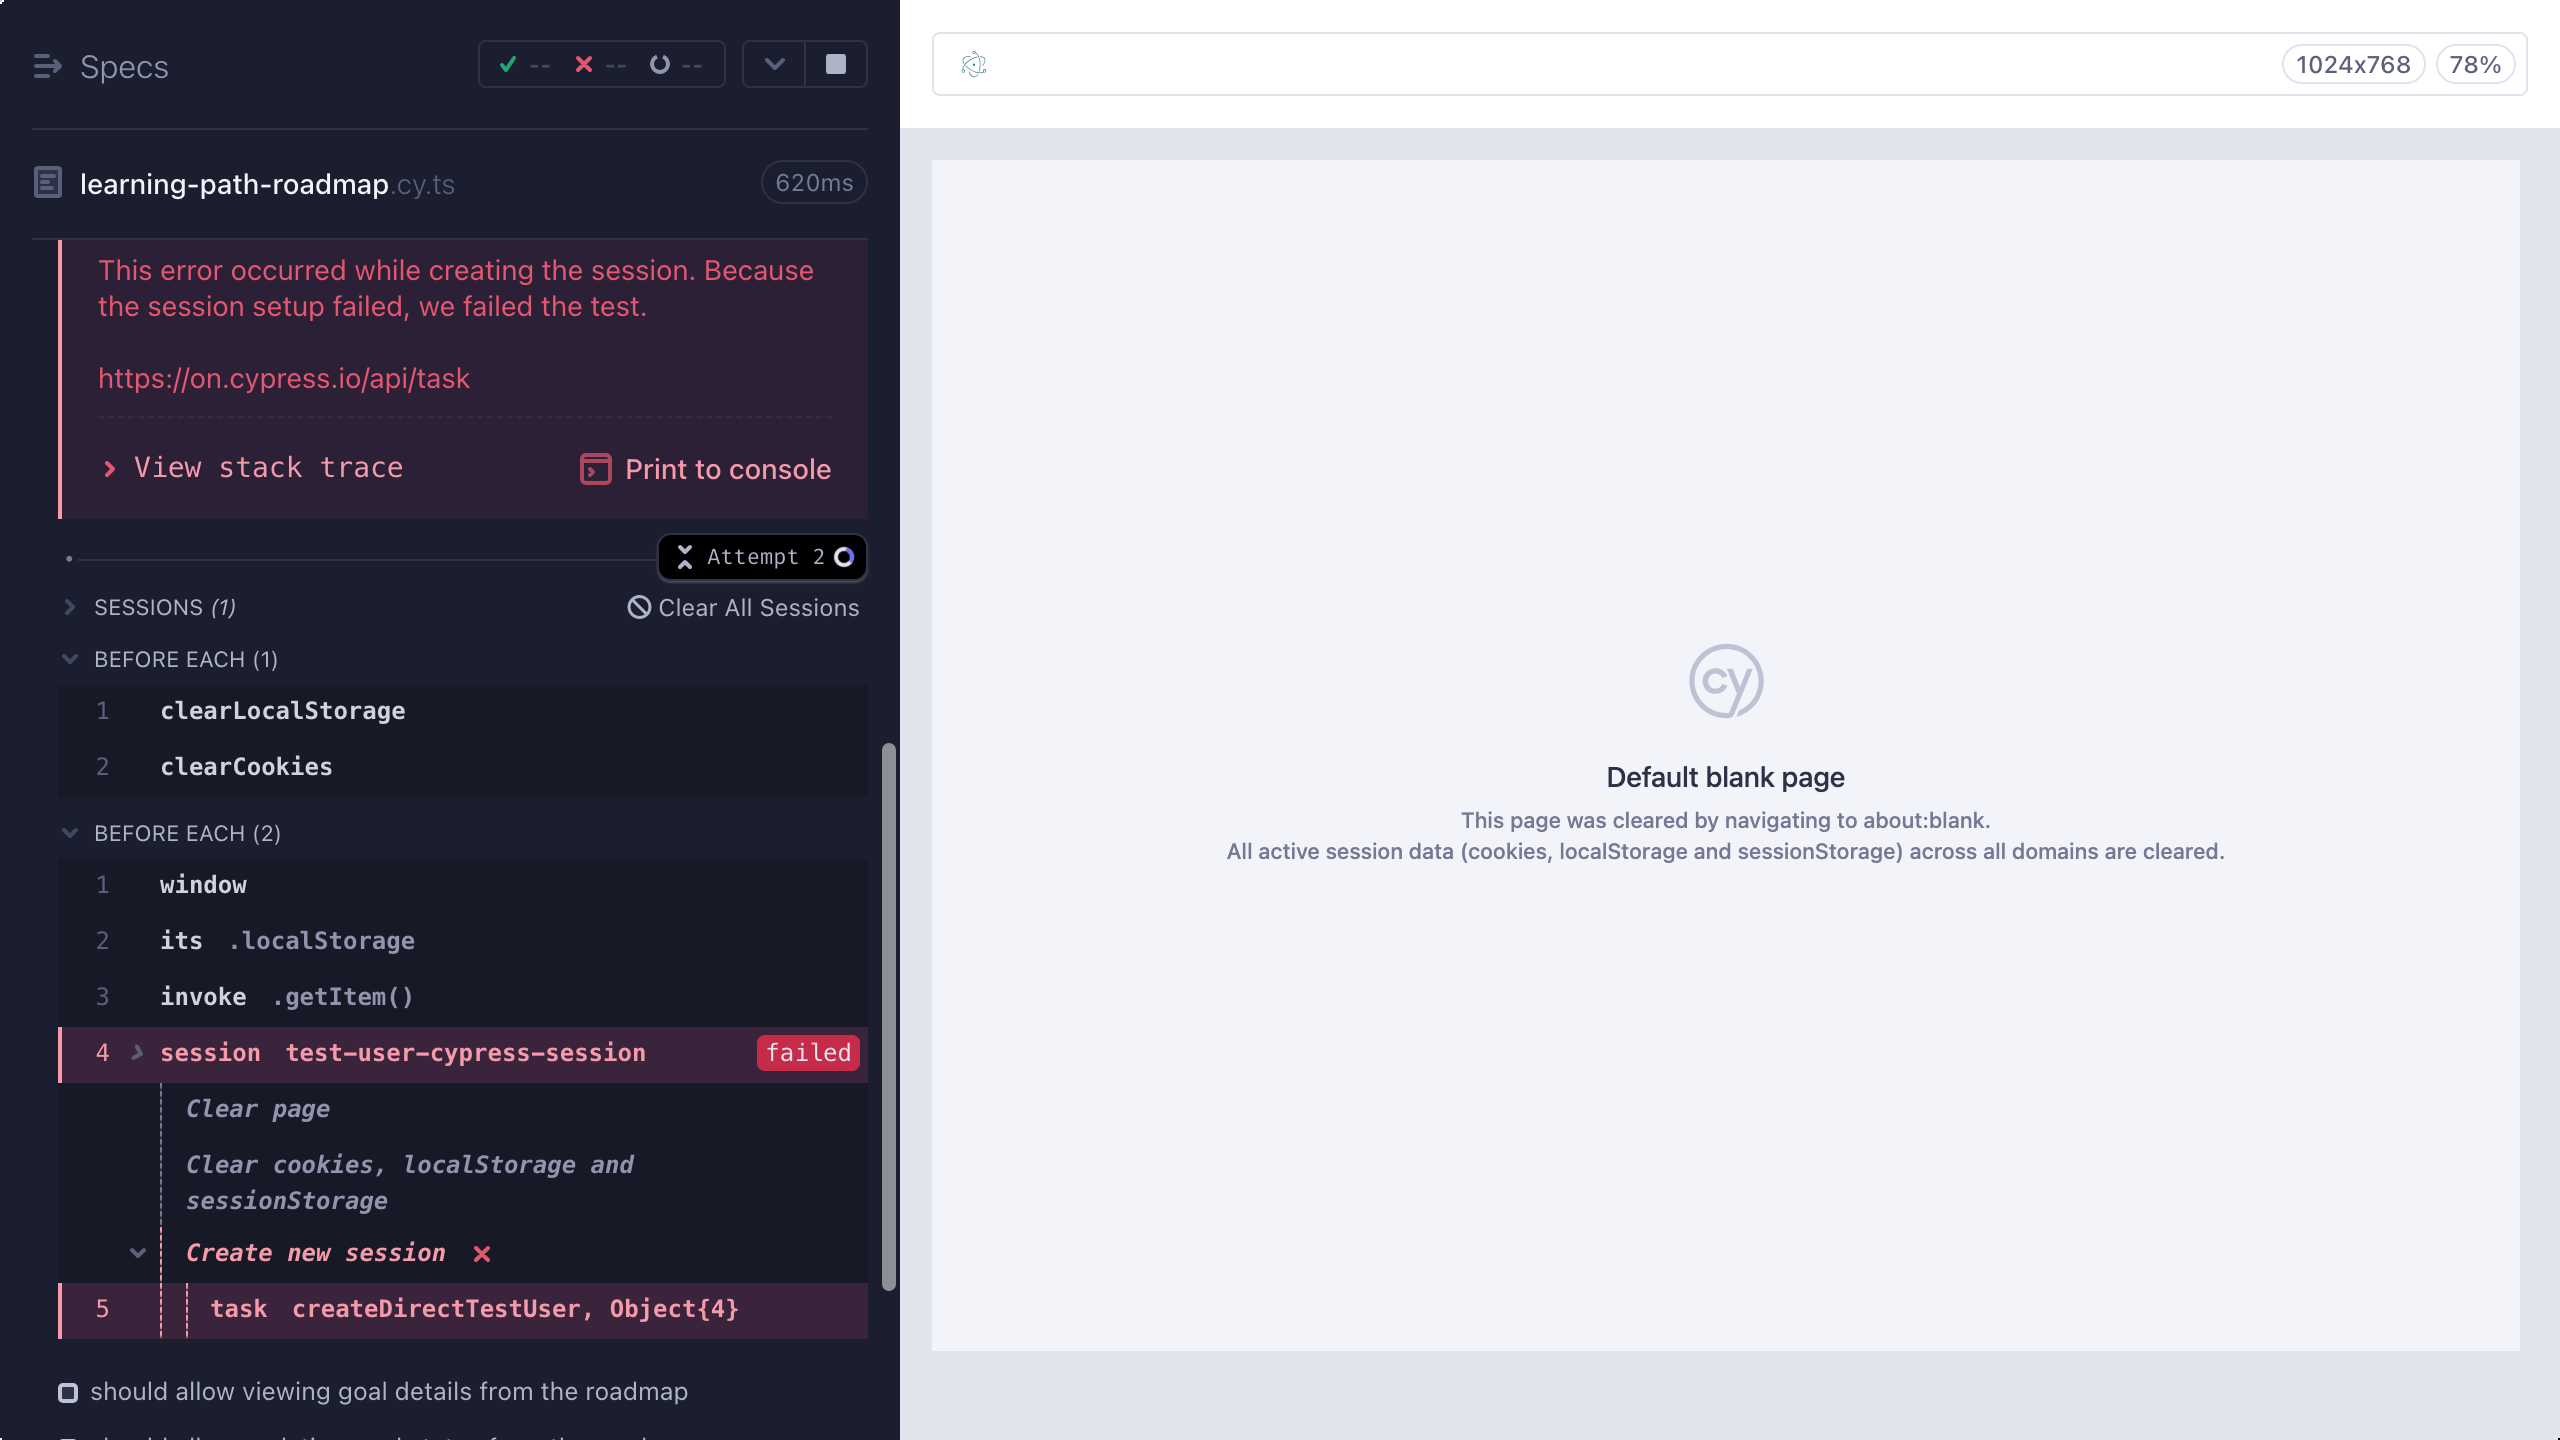 Specs
-- -- --
learning-path-roadmap.cy.ts
620ms
This error occurred while creating the session. Because
the session setup failed, we failed the test.
https://on.cypress.io/api/task
View stack trace
Print to console
Attempt 2
SESSIONS (1)
Clear All Sessions
BEFORE EACH (1)
1 clearLocalStorage
2 clearCookies
BEFORE EACH (2)
1 window
2 its .localStorage
3 invoke .getItem()
4 session test-user-cypress-session failed
Clear page
Clear cookies, localStorage and
sessionStorage
Create new session
5 task createDirectTestUser, Object{4}
should allow viewing goal details from the roadmap
1024x768
78%
cy
Default blank page
This page was cleared by navigating to about:blank.
All active session data (cookies, localStorage and sessionStorage) across all domains are cleared.